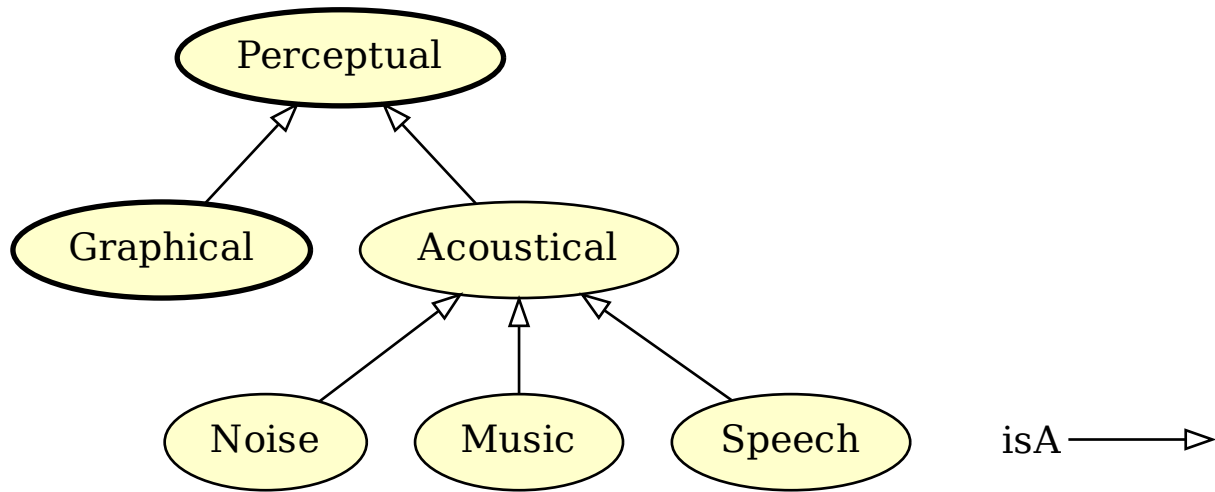 Perceptual
Graphical
Acoustical
Noise
Music
Speech
isA